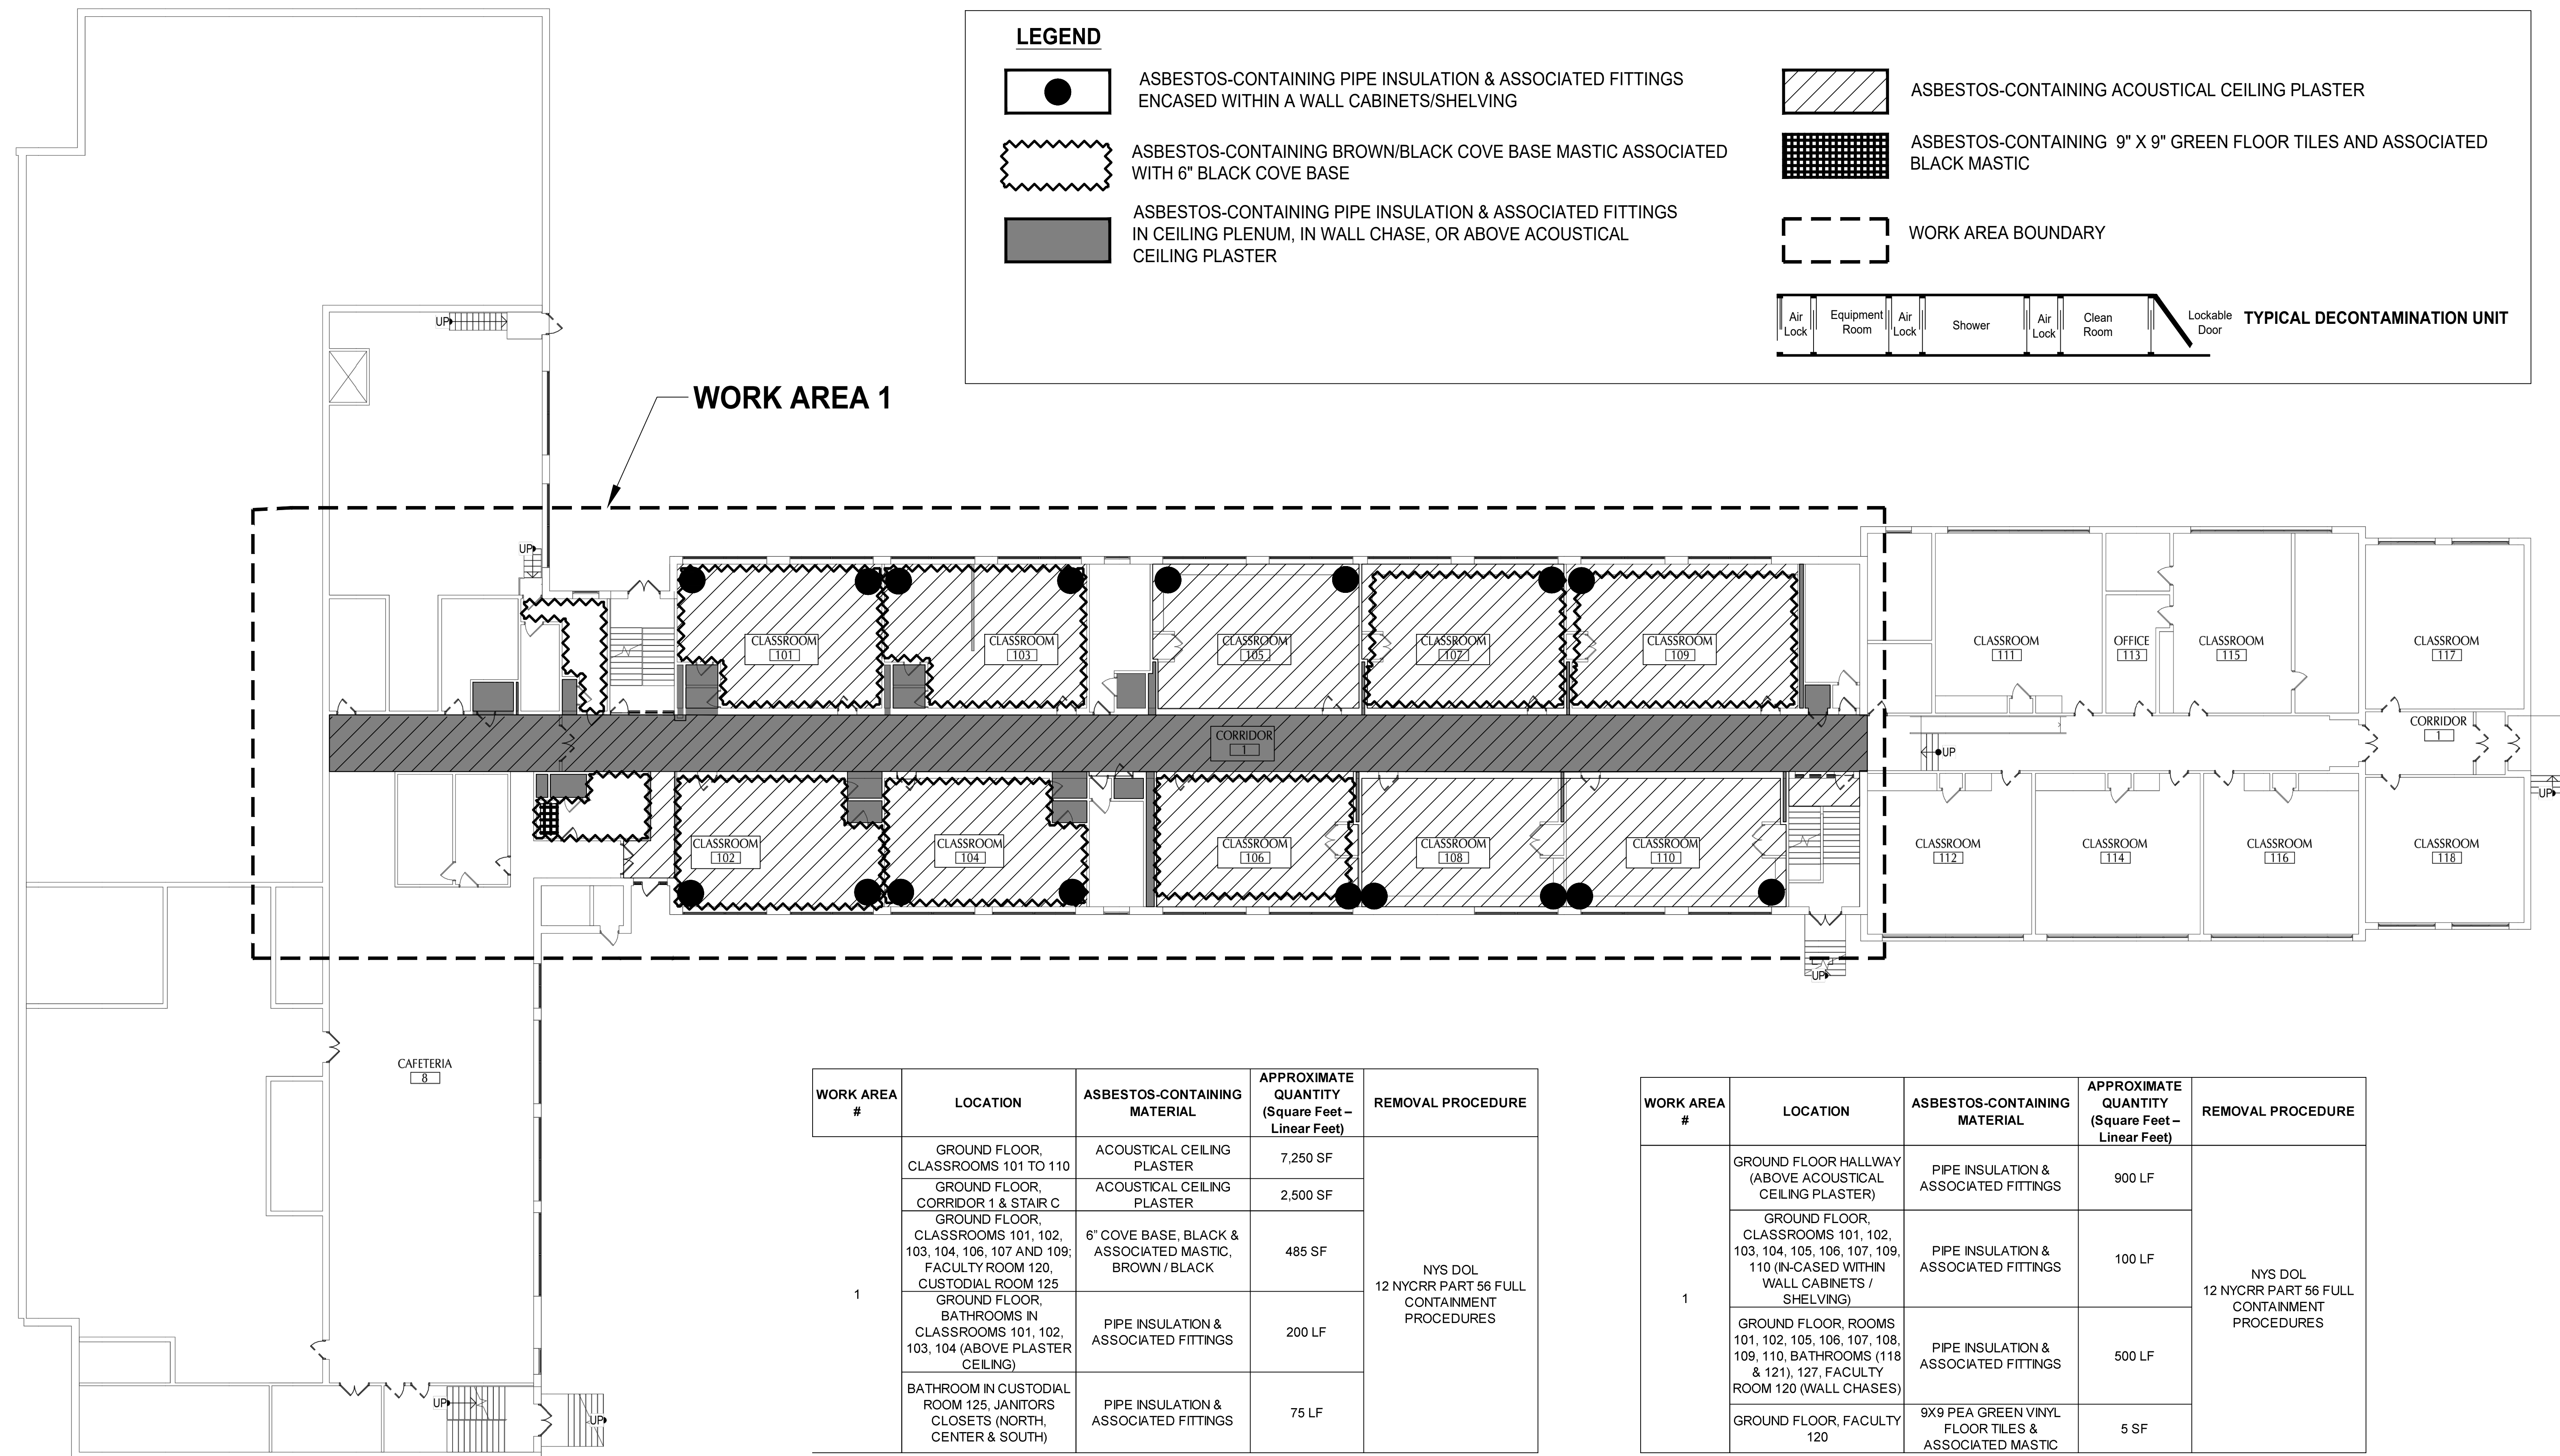 LEGEND
ASBESTOS-CONTAINING PIPE INSULATION & ASSOCIATED FITTINGS
ENCASED WITHIN A WALL CABINETS/SHELVING
ASBESTOS-CONTAINING BROWN/BLACK COVE BASE MASTIC ASSOCIATED
WITH 6" BLACK COVE BASE
ASBESTOS-CONTAINING PIPE INSULATION & ASSOCIATED FITTINGS
IN CEILING PLENUM, IN WALL CHASE, OR ABOVE ACOUSTICAL
CEILING PLASTER
ASBESTOS-CONTAINING ACOUSTICAL CEILING PLASTER
ASBESTOS-CONTAINING 9" X 9" GREEN FLOOR TILES AND ASSOCIATED
BLACK MASTIC
WORK AREA BOUNDARY
Air
Lock
Equipment
Room
Air
Lock
Shower
Air
Lock
Clean
Room
Lockable
Door
TYPICAL DECONTAMINATION UNIT
UP
WORK AREA 1
UP
CLASSROOM
101
CLASSROOM
103
CLASSROOM
105
CLASSROOM
107
CLASSROOM
109
CLASSROOM
111
OFFICE
113
CLASSROOM
115
CLASSROOM
117
CORRIDOR
1
UP
CORRIDOR
1
UP
CLASSROOM
102
CLASSROOM
104
CLASSROOM
106
CLASSROOM
108
CLASSROOM
110
CLASSROOM
112
CLASSROOM
114
CLASSROOM
116
CLASSROOM
118
UP
CAFETERIA
8
UP
UP
WORK AREA
#
LOCATION
ASBESTOS-CONTAINING
MATERIAL
APPROXIMATE
QUANTITY
(Square Feet –
Linear Feet)
REMOVAL PROCEDURE
1
GROUND FLOOR,
CLASSROOMS 101 TO 110
ACOUSTICAL CEILING
PLASTER
7,250 SF
GROUND FLOOR,
CORRIDOR 1 & STAIR C
ACOUSTICAL CEILING
PLASTER
2,500 SF
GROUND FLOOR,
CLASSROOMS 101, 102,
103, 104, 106, 107 AND 109;
FACULTY ROOM 120,
CUSTODIAL ROOM 125
6” COVE BASE, BLACK &
ASSOCIATED MASTIC,
BROWN / BLACK
485 SF
GROUND FLOOR,
BATHROOMS IN
CLASSROOMS 101, 102,
103, 104 (ABOVE PLASTER
CEILING)
PIPE INSULATION &
ASSOCIATED FITTINGS
200 LF
BATHROOM IN CUSTODIAL
ROOM 125, JANITORS
CLOSETS (NORTH,
CENTER & SOUTH)
PIPE INSULATION &
ASSOCIATED FITTINGS
75 LF
NYS DOL
12 NYCRR PART 56 FULL
CONTAINMENT
PROCEDURES
WORK AREA
#
LOCATION
ASBESTOS-CONTAINING
MATERIAL
APPROXIMATE
QUANTITY
(Square Feet –
Linear Feet)
REMOVAL PROCEDURE
1
GROUND FLOOR HALLWAY
(ABOVE ACOUSTICAL
CEILING PLASTER)
PIPE INSULATION &
ASSOCIATED FITTINGS
900 LF
GROUND FLOOR,
CLASSROOMS 101, 102,
103, 104, 105, 106, 107, 109,
110 (IN-CASED WITHIN
WALL CABINETS /
SHELVING)
PIPE INSULATION &
ASSOCIATED FITTINGS
100 LF
GROUND FLOOR, ROOMS
101, 102, 105, 106, 107, 108,
109, 110, BATHROOMS (118
& 121), 127, FACULTY
ROOM 120 (WALL CHASES)
PIPE INSULATION &
ASSOCIATED FITTINGS
500 LF
GROUND FLOOR, FACULTY
120
9X9 PEA GREEN VINYL
FLOOR TILES &
ASSOCIATED MASTIC
5 SF
NYS DOL
12 NYCRR PART 56 FULL
CONTAINMENT
PROCEDURES